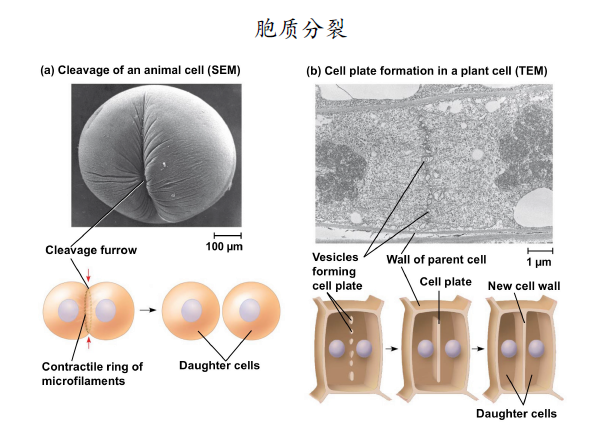 胞质分裂
(a) Cleavage of an animal cell (SEM)
(b) Cell plate formation in a plant cell (TEM)
100 µm
Cleavage furrow
Contractile ring of
microfilaments
Daughter cells
Vesicles
forming
cell plate
Wall of parent cell
1 µm
Cell plate
New cell wall
Daughter cells